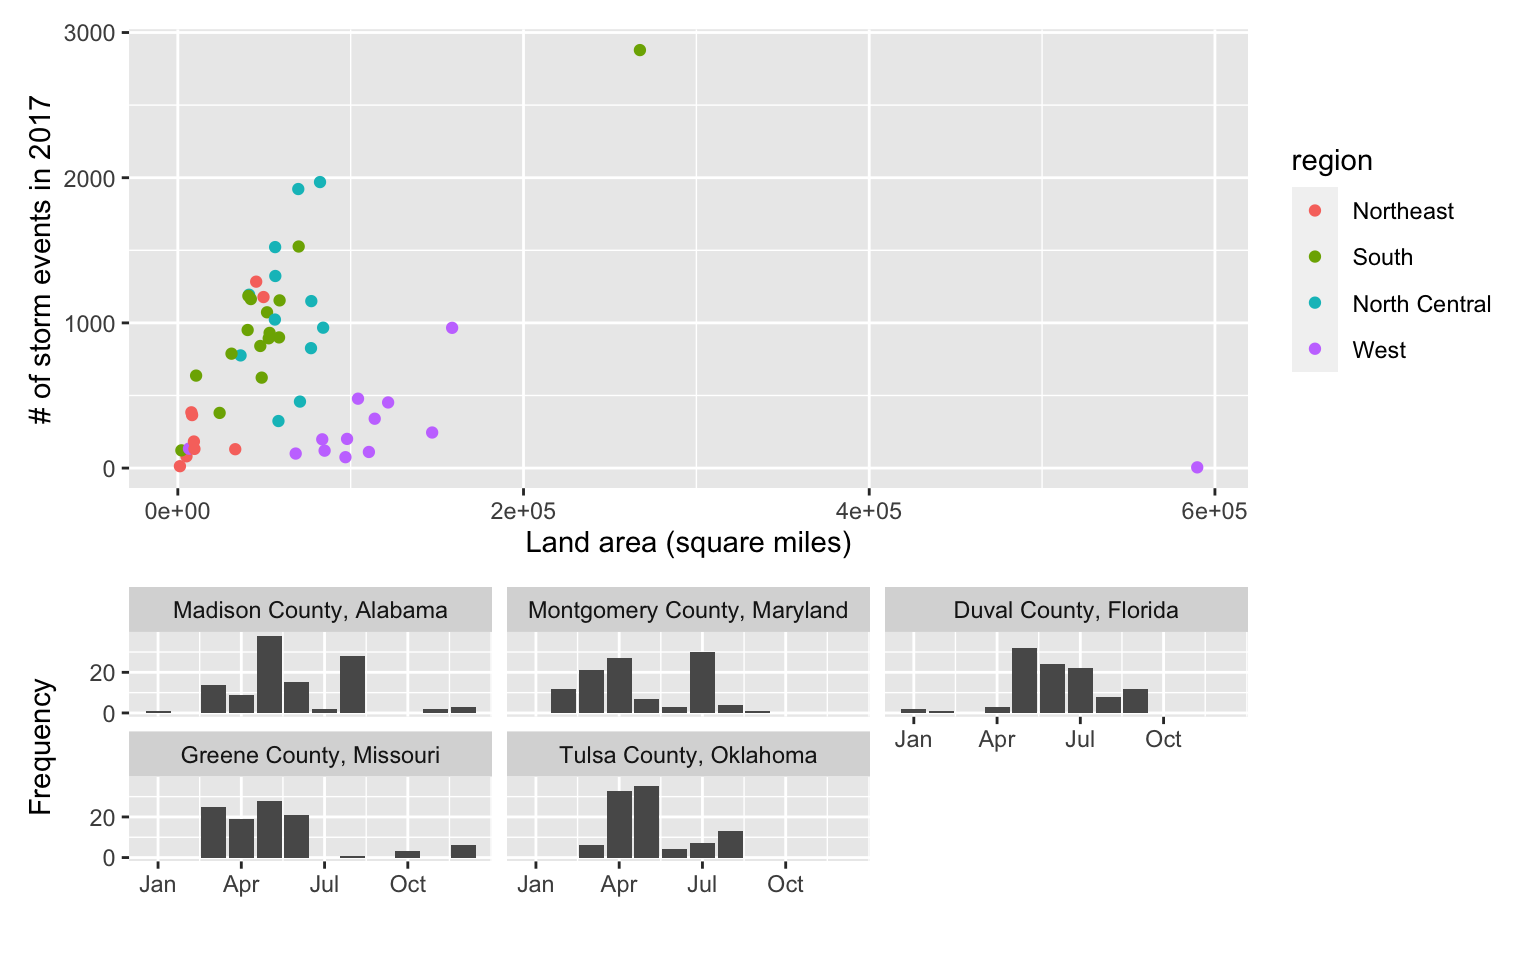 # of storm events in 2017
3000
2000
1000
0
0e+00 2e+05 4e+05 6e+05
Land area (square miles)
region
Northeast
South
North Central
West
Frequency
Madison County, Alabama
Montgomery County, Maryland
Duval County, Florida
20
0
Jan Apr Jul Oct
Greene County, Missouri
Tulsa County, Oklahoma
20
0
Jan Apr Jul Oct
Jan Apr Jul Oct